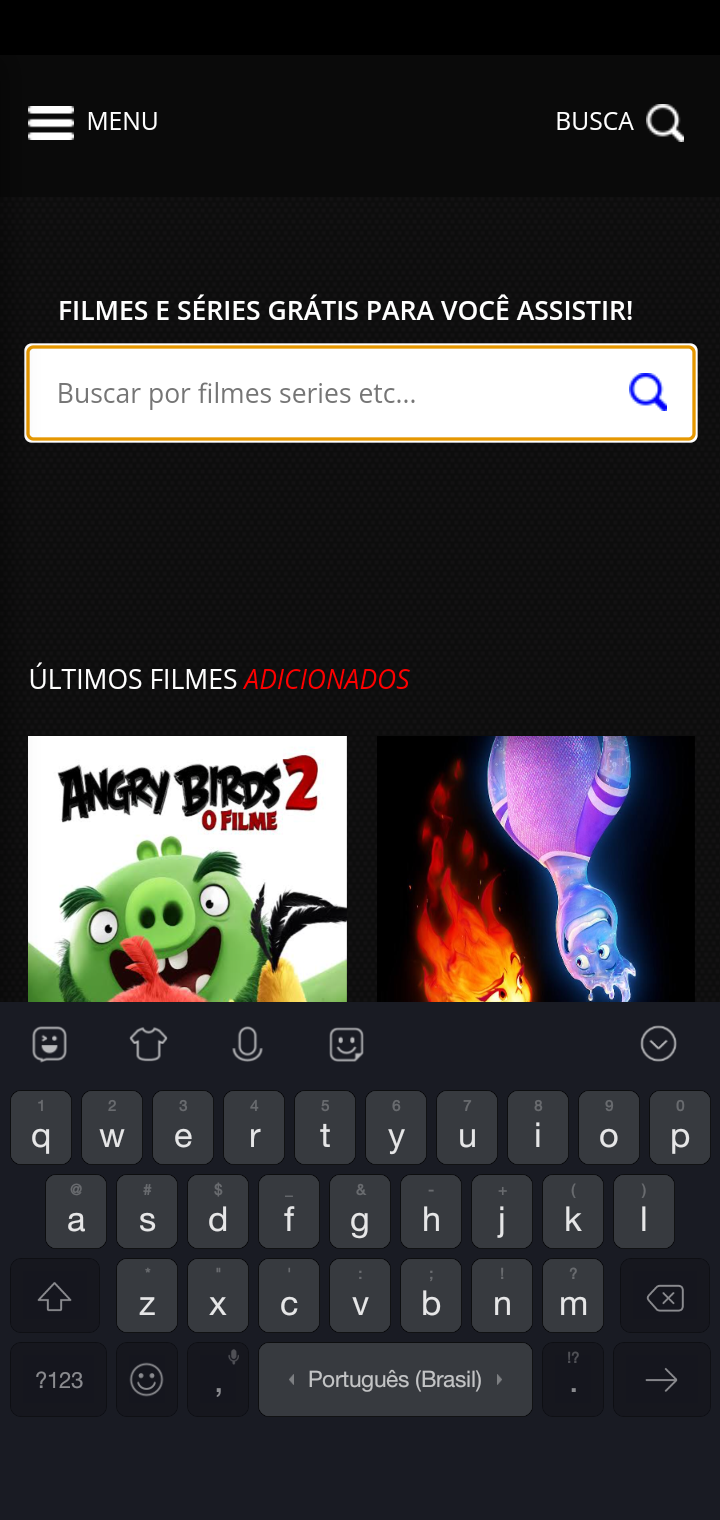 MENU
BUSCA
FILMES E SÉRIES GRÁTIS PARA VOCÊ ASSISTIR!
Buscar por filmes series etc...
ÚLTIMOS FILMES ADICIONADOS
ANGRY BIRDS 2
O FILME
1 2 3 4 5 6 7 8 9 0
q w e r t y u i o p
@ # $ _ & - + ( )
a s d f g h j k l
* " ' : ; ! ?
z x c v b n m
!?
?123 , Português (Brasil) .